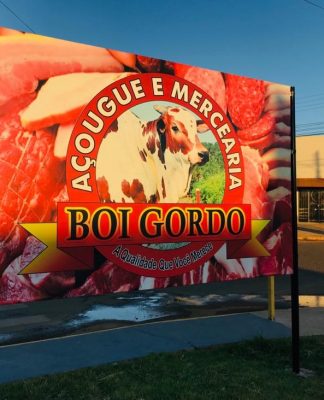 AÇOUGUE E MERCEARIA
BOI GORDO
A Qualidade Que Você Merece